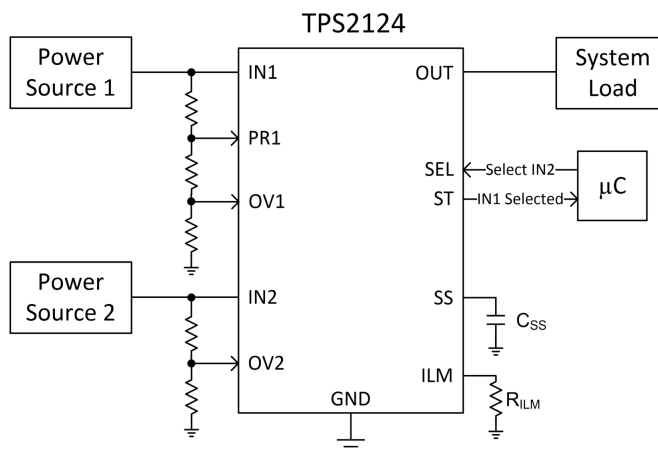 TPS2124
Power
Source 1
IN1
OUT
System
Load
PR1
SEL
Select IN2
μC
OV1
ST
IN1 Selected
Power
Source 2
IN2
SS
CSS
OV2
ILM
RILM
GND